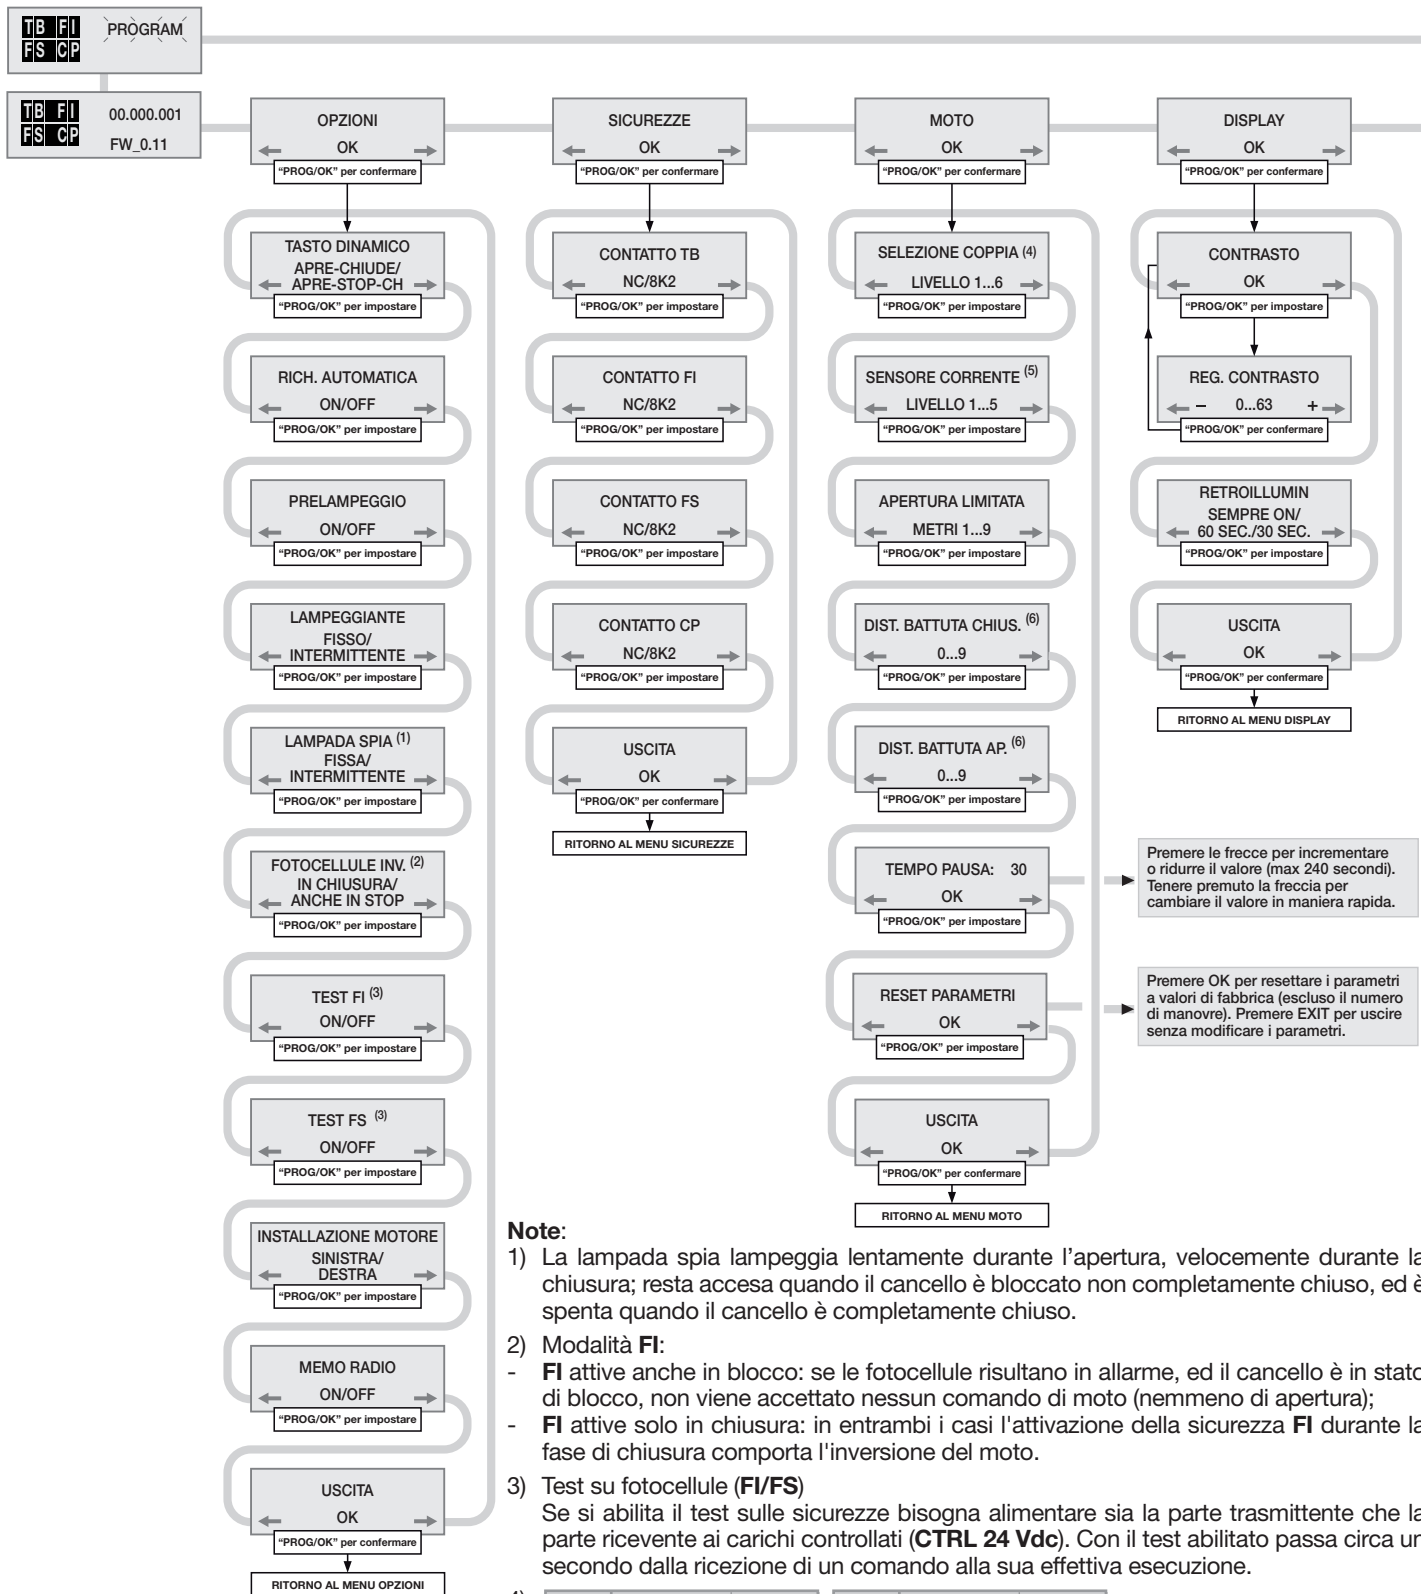 TB FI
FS CP
PROGRAM
TB FI
FS CP
00.000.001
FW_0.11
OPZIONI
OK
“PROG/OK” per confermare
TASTO DINAMICO
APRE-CHIUDE/
APRE-STOP-CH
“PROG/OK” per impostare
RICH. AUTOMATICA
ON/OFF
“PROG/OK” per impostare
PRELAMPEGGIO
ON/OFF
“PROG/OK” per impostare
LAMPEGGIANTE
FISSO/
INTERMITTENTE
“PROG/OK” per impostare
LAMPADA SPIA (1)
FISSA/
INTERMITTENTE
“PROG/OK” per impostare
FOTOCELLULE INV. (2)
IN CHIUSURA/
ANCHE IN STOP
“PROG/OK” per impostare
TEST FI (3)
ON/OFF
“PROG/OK” per impostare
TEST FS (3)
ON/OFF
“PROG/OK” per impostare
INSTALLAZIONE MOTORE
SINISTRA/
DESTRA
“PROG/OK” per impostare
MEMO RADIO
ON/OFF
“PROG/OK” per impostare
USCITA
OK
“PROG/OK” per confermare
RITORNO AL MENU OPZIONI
SICUREZZE
OK
“PROG/OK” per confermare
CONTATTO TB
NC/8K2
“PROG/OK” per impostare
CONTATTO FI
NC/8K2
“PROG/OK” per impostare
CONTATTO FS
NC/8K2
“PROG/OK” per impostare
CONTATTO CP
NC/8K2
“PROG/OK” per impostare
USCITA
OK
“PROG/OK” per confermare
RITORNO AL MENU SICUREZZE
MOTO
OK
“PROG/OK” per confermare
SELEZIONE COPPIA (4)
LIVELLO 1...6
“PROG/OK” per impostare
SENSORE CORRENTE (5)
LIVELLO 1...5
“PROG/OK” per impostare
APERTURA LIMITATA
METRI 1...9
“PROG/OK” per impostare
DIST. BATTUTA CHIUS. (6)
0...9
“PROG/OK” per impostare
DIST. BATTUTA AP. (6)
0...9
“PROG/OK” per impostare
TEMPO PAUSA: 30
OK
“PROG/OK” per impostare
RESET PARAMETRI
OK
“PROG/OK” per impostare
USCITA
OK
“PROG/OK” per confermare
RITORNO AL MENU MOTO
DISPLAY
OK
“PROG/OK” per confermare
CONTRASTO
OK
“PROG/OK” per impostare
REG. CONTRASTO
– 0...63 +
“PROG/OK” per confermare
RETROILLUMIN
SEMPRE ON/
60 SEC./30 SEC.
“PROG/OK” per impostare
USCITA
OK
“PROG/OK” per confermare
RITORNO AL MENU DISPLAY
Premere le frecce per incrementare
o ridurre il valore (max 240 secondi).
Tenere premuto la freccia per
cambiare il valore in maniera rapida.
Premere OK per resettare i parametri
a valori di fabbrica (escluso il numero
di manovre). Premere EXIT per uscire
senza modificare i parametri.
Note:
1) La lampada spia lampeggia lentamente durante l’apertura, velocemente durante la
chiusura; resta accesa quando il cancello è bloccato non completamente chiuso, ed è
spenta quando il cancello è completamente chiuso.
2) Modalità FI:
- FI attive anche in blocco: se le fotocellule risultano in allarme, ed il cancello è in stato
di blocco, non viene accettato nessun comando di moto (nemmeno di apertura);
- FI attive solo in chiusura: in entrambi i casi l'attivazione della sicurezza FI durante la
fase di chiusura comporta l'inversione del moto.
3) Test su fotocellule (FI/FS)
Se si abilita il test sulle sicurezze bisogna alimentare sia la parte trasmittente che la
parte ricevente ai carichi controllati (CTRL 24 Vdc). Con il test abilitato passa circa un
secondo dalla ricezione di un comando alla sua effettiva esecuzione.